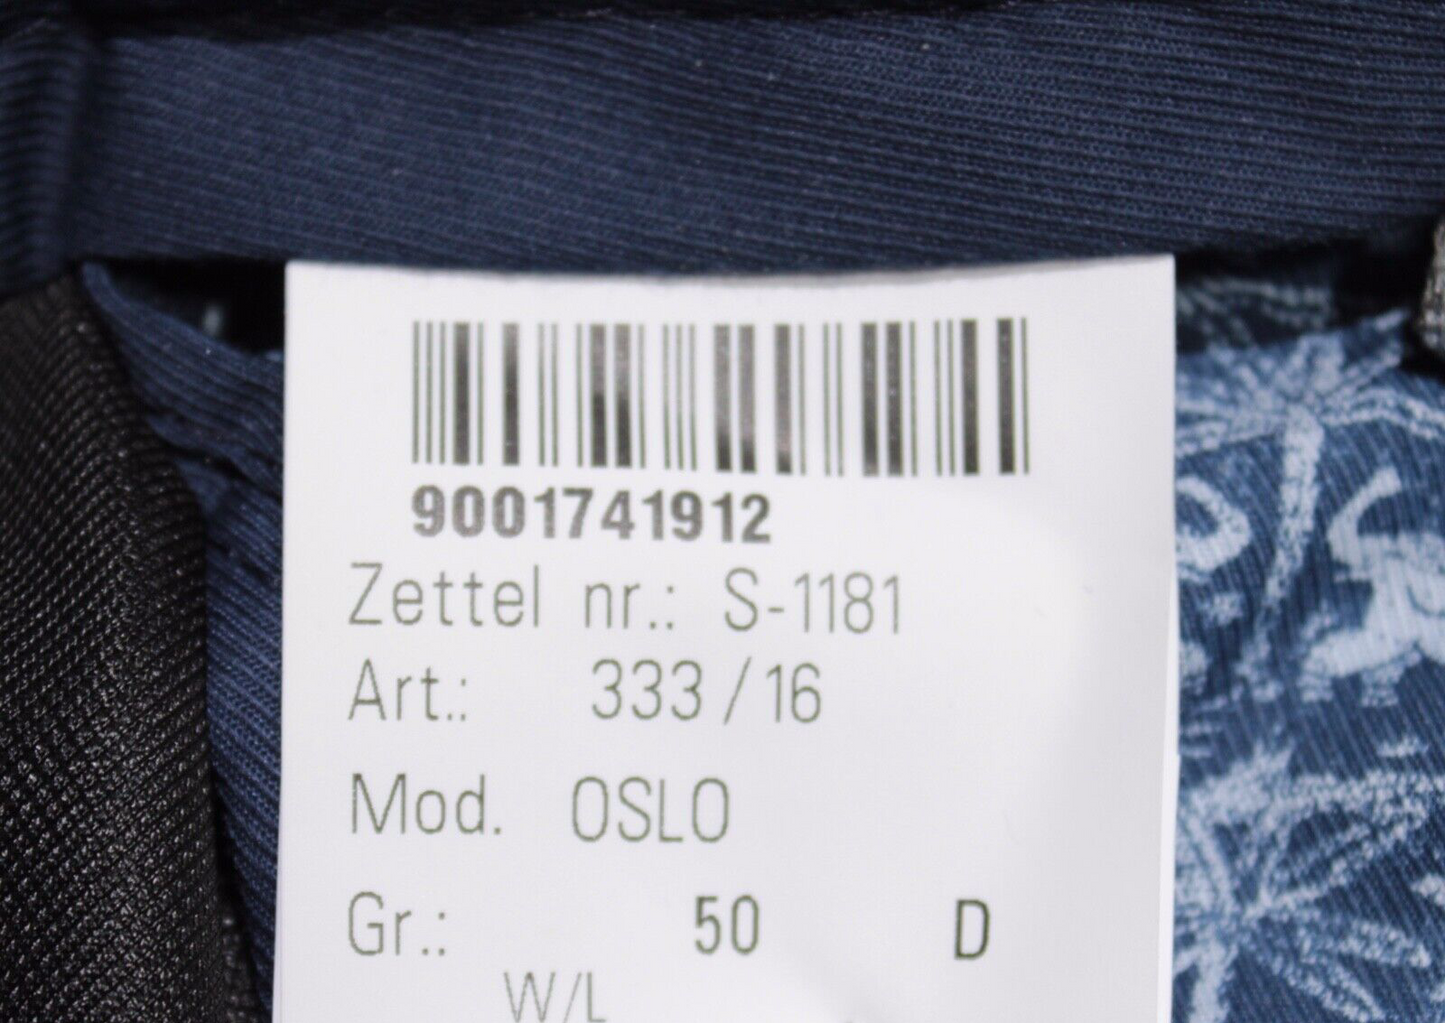 9001741912
Zettel nr.: S-1181
Art.: 333/16
Mod. OSLO
Gr.: 50 D
W/L